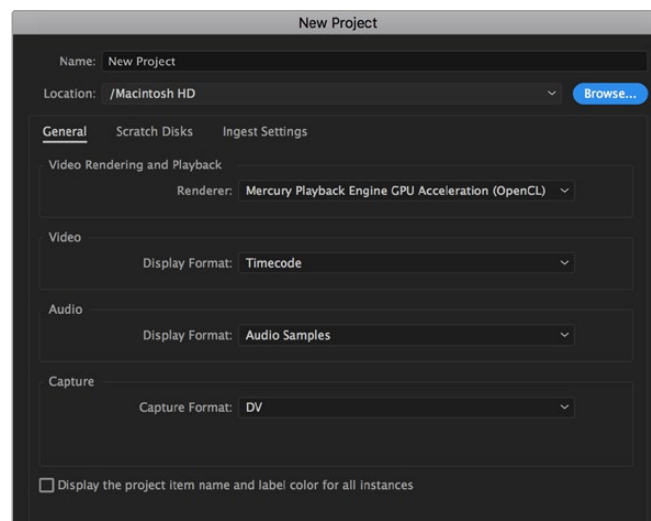 New Project
Name: New Project
Location: /Macintosh HD Browse...
General Scratch Disks Ingest Settings
Video Rendering and Playback
Renderer: Mercury Playback Engine GPU Acceleration (OpenCL)
Video
Display Format: Timecode
Audio
Display Format: Audio Samples
Capture
Capture Format: DV
Display the project item name and label color for all instances